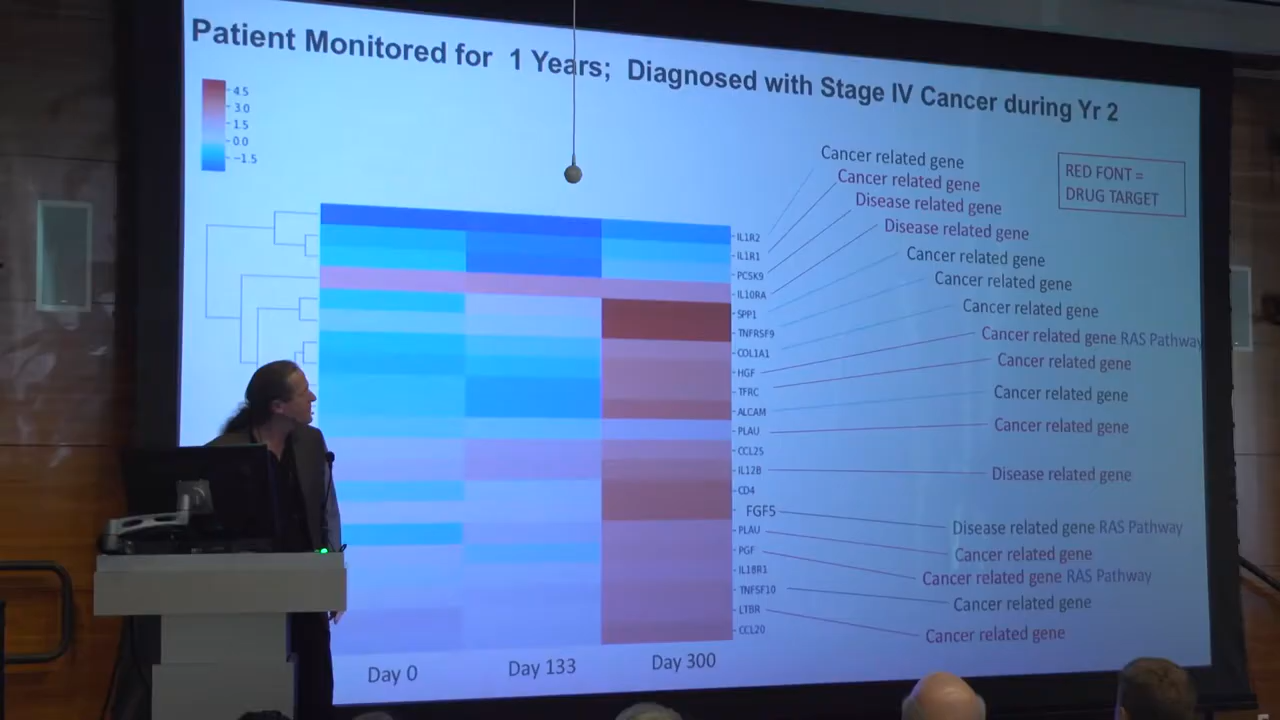 Patient Monitored for 1 Years; Diagnosed with Stage IV Cancer during Yr 2
4.5
3.0
1.5
0.0
-1.5
RED FONT =
DRUG TARGET
Cancer related gene
Cancer related gene
Disease related gene
Disease related gene
Cancer related gene
Cancer related gene
Cancer related gene
Cancer related gene RAS Pathway
Cancer related gene
Cancer related gene
Cancer related gene
Disease related gene
Disease related gene RAS Pathway
Cancer related gene
Cancer related gene RAS Pathway
Cancer related gene
Cancer related gene
IL1R2
IL1R1
PCSK9
IL10RA
SPP1
TNFRSF9
COL1A1
HGF
TFRC
ALCAM
PLAU
CCL25
IL12B
CD4
FGF5
PLAU
PGF
IL18R1
TNFSF10
LTBR
CCL20
Day 0
Day 133
Day 300